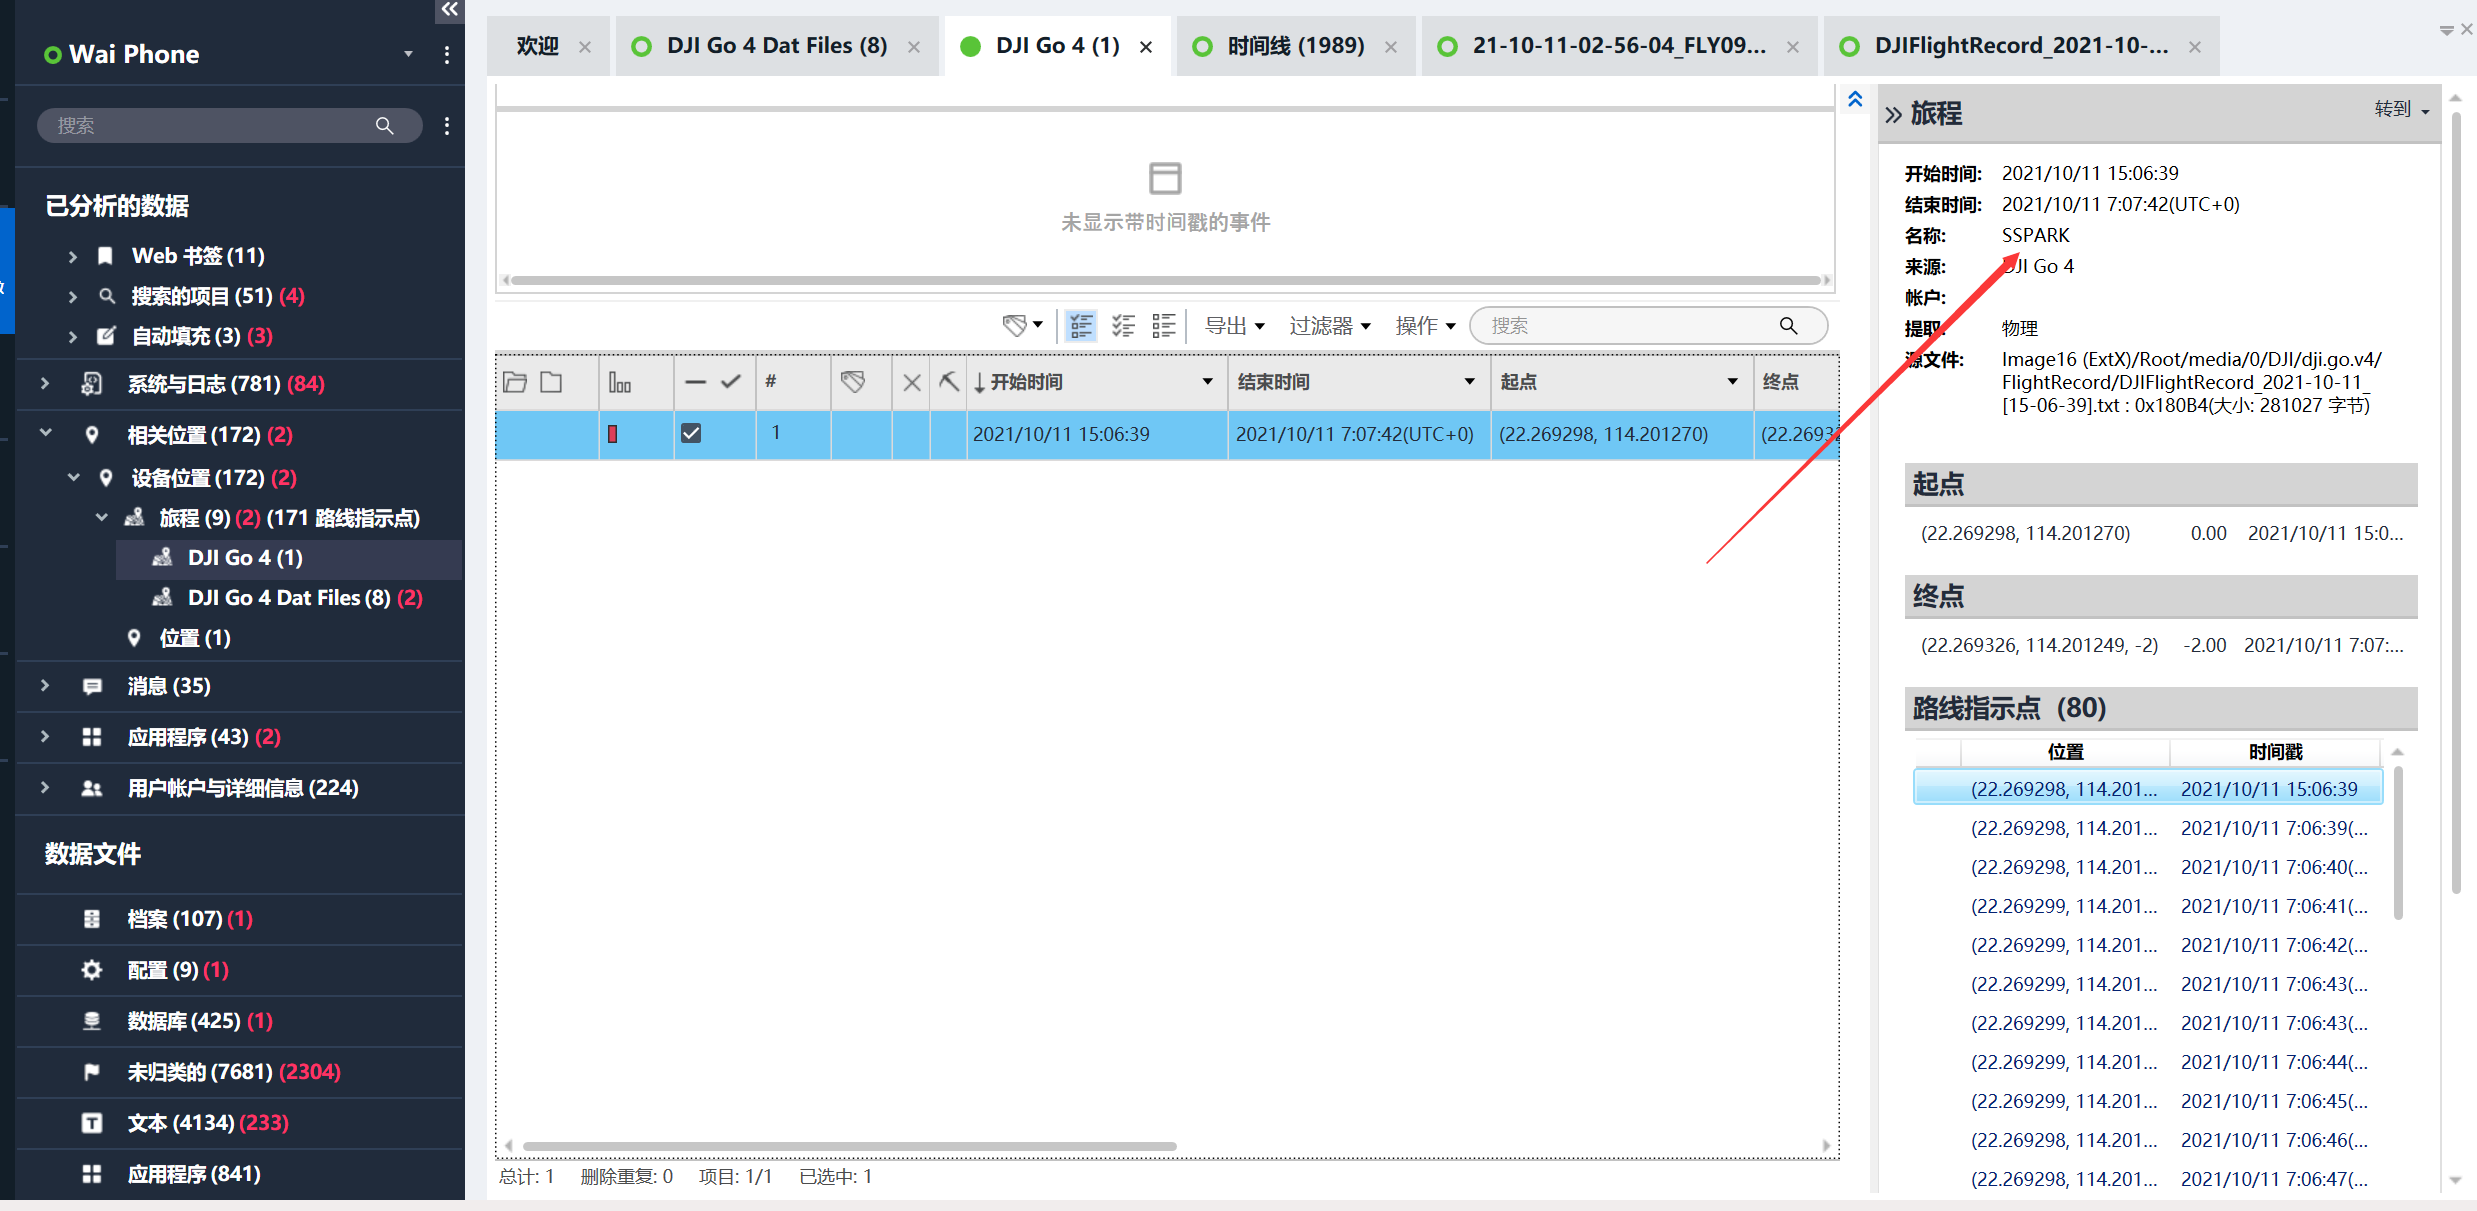 Wai Phone
搜索
已分析的数据
Web 书签 (11)
搜索的项目 (51) (4)
自动填充 (3) (3)
系统与日志 (781) (84)
相关位置 (172) (2)
设备位置 (172) (2)
旅程 (9) (2) (171 路线指示点)
DJI Go 4 (1)
DJI Go 4 Dat Files (8) (2)
位置 (1)
消息 (35)
应用程序 (43) (2)
用户帐户与详细信息 (224)
数据文件
档案 (107) (1)
配置 (9) (1)
数据库 (425) (1)
未归类的 (7681) (2304)
文本 (4134) (233)
应用程序 (841)
欢迎
DJI Go 4 Dat Files (8)
DJI Go 4 (1)
时间线 (1989)
21-10-11-02-56-04_FLY09...
DJIFlightRecord_2021-10-...
未显示带时间戳的事件
导出 过滤器 操作 搜索
# 开始时间 结束时间 起点 终点
1 2021/10/11 15:06:39 2021/10/11 7:07:42(UTC+0) (22.269298, 114.201270) (22.2693
总计: 1 删除重复: 0 项目: 1/1 已选中: 1
旅程 转到
开始时间: 2021/10/11 15:06:39
结束时间: 2021/10/11 7:07:42(UTC+0)
名称: SSPARK
来源: DJI Go 4
帐户:
提取: 物理
源文件: Image16 (ExtX)/Root/media/0/DJI/dji.go.v4/
FlightRecord/DJIFlightRecord_2021-10-11_
[15-06-39].txt : 0x180B4(大小: 281027 字节)
起点
(22.269298, 114.201270) 0.00 2021/10/11 15:0...
终点
(22.269326, 114.201249, -2) -2.00 2021/10/11 7:07:...
路线指示点 (80)
位置 时间戳
(22.269298, 114.201... 2021/10/11 15:06:39
(22.269298, 114.201... 2021/10/11 7:06:39(...
(22.269298, 114.201... 2021/10/11 7:06:40(...
(22.269299, 114.201... 2021/10/11 7:06:41(...
(22.269299, 114.201... 2021/10/11 7:06:42(...
(22.269299, 114.201... 2021/10/11 7:06:43(...
(22.269299, 114.201... 2021/10/11 7:06:43(...
(22.269299, 114.201... 2021/10/11 7:06:44(...
(22.269299, 114.201... 2021/10/11 7:06:45(...
(22.269298, 114.201... 2021/10/11 7:06:46(...
(22.269298, 114.201... 2021/10/11 7:06:47(...